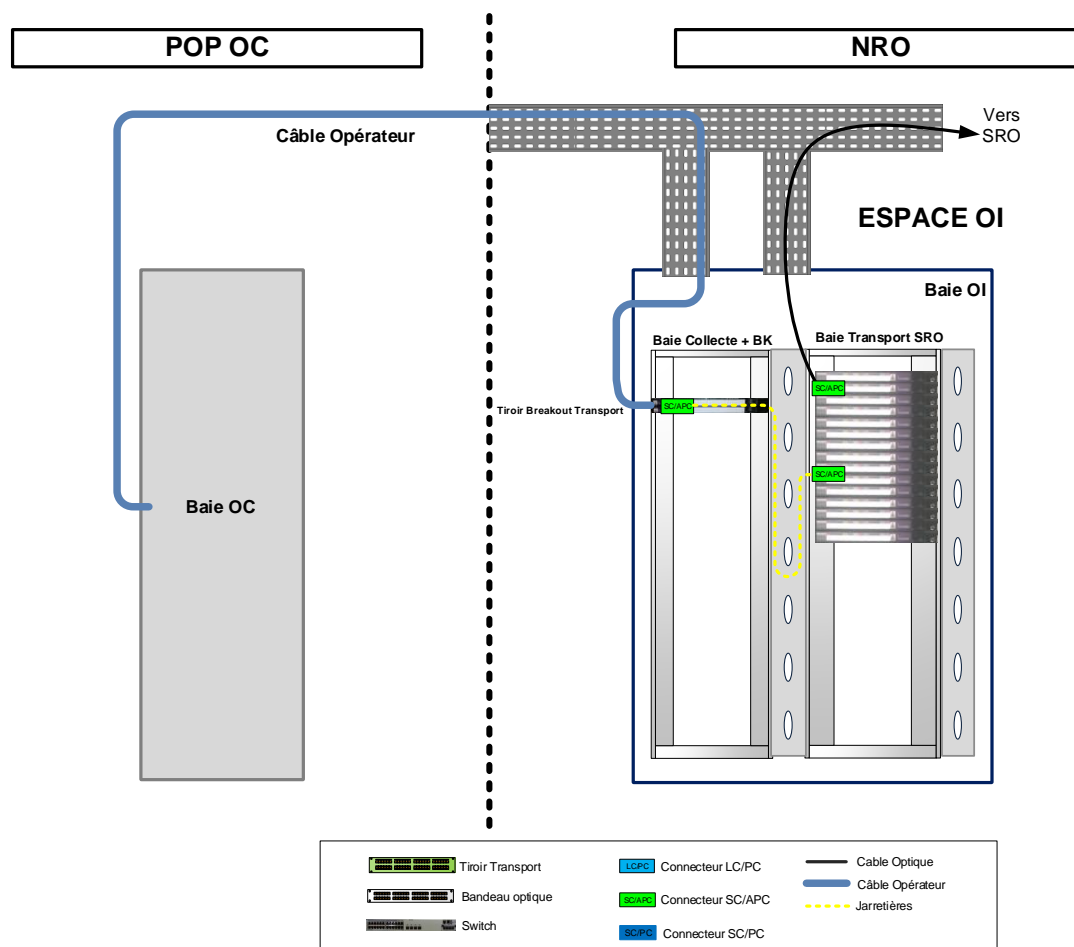 POP OC
NRO
Câble Opérateur
Vers
SRO
ESPACE OI
Baie OI
Baie Collecte + BK
Baie Transport SRO
SC/APC
Tiroir Breakout Transport
SC/APC
SC/APC
Baie OC
Tiroir Transport
LC/PC
Connecteur LC/PC
Cable Optique
Bandeau optique
SC/APC
Connecteur SC/APC
Câble Opérateur
Switch
SC/PC
Connecteur SC/PC
Jarretières